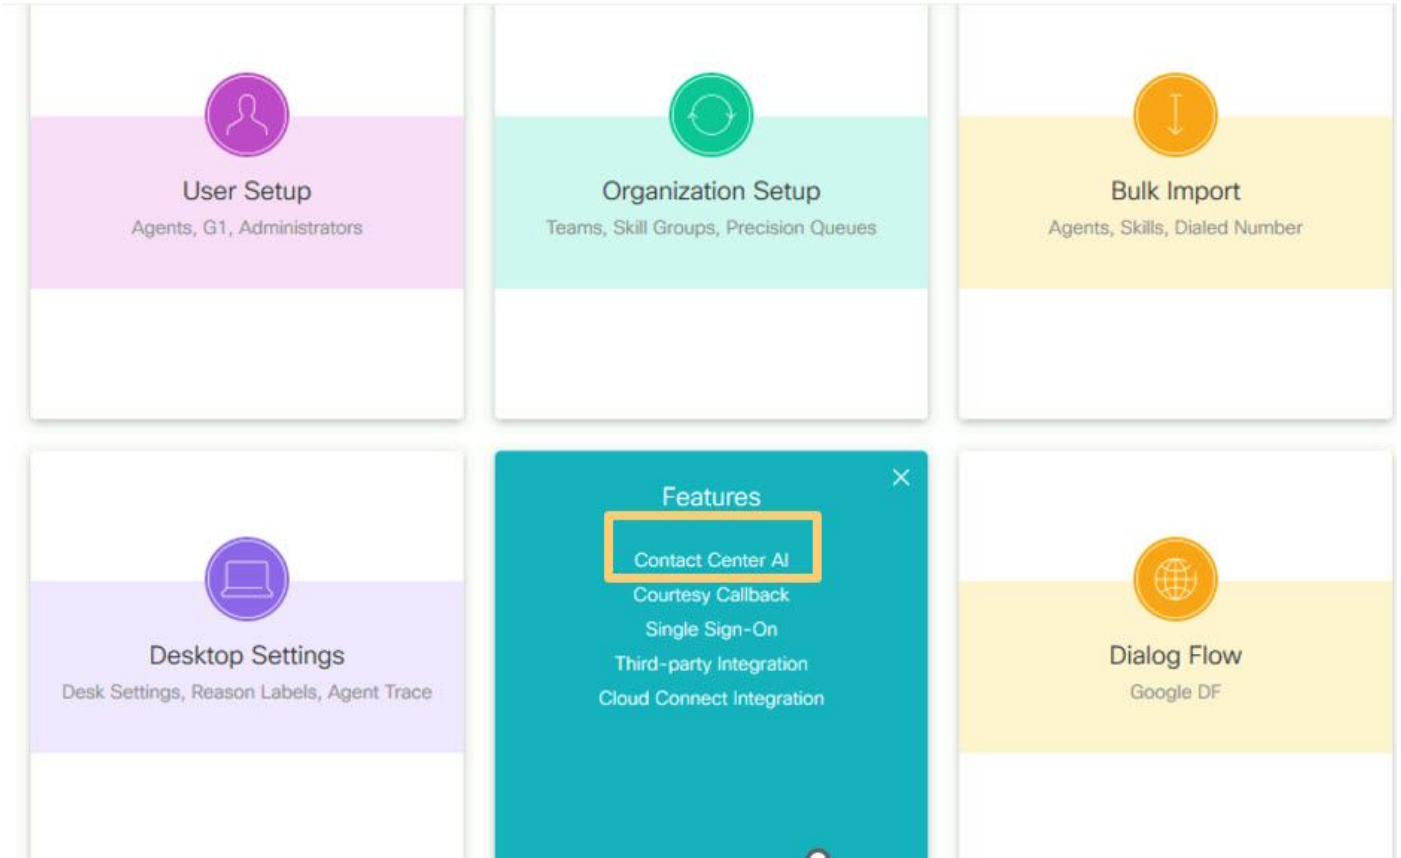 User Setup
Agents, G1, Administrators
Organization Setup
Teams, Skill Groups, Precision Queues
Bulk Import
Agents, Skills, Dialed Number
Desktop Settings
Desk Settings, Reason Labels, Agent Trace
Features
Contact Center AI
Courtesy Callback
Single Sign-On
Third-party Integration
Cloud Connect Integration
Dialog Flow
Google DF